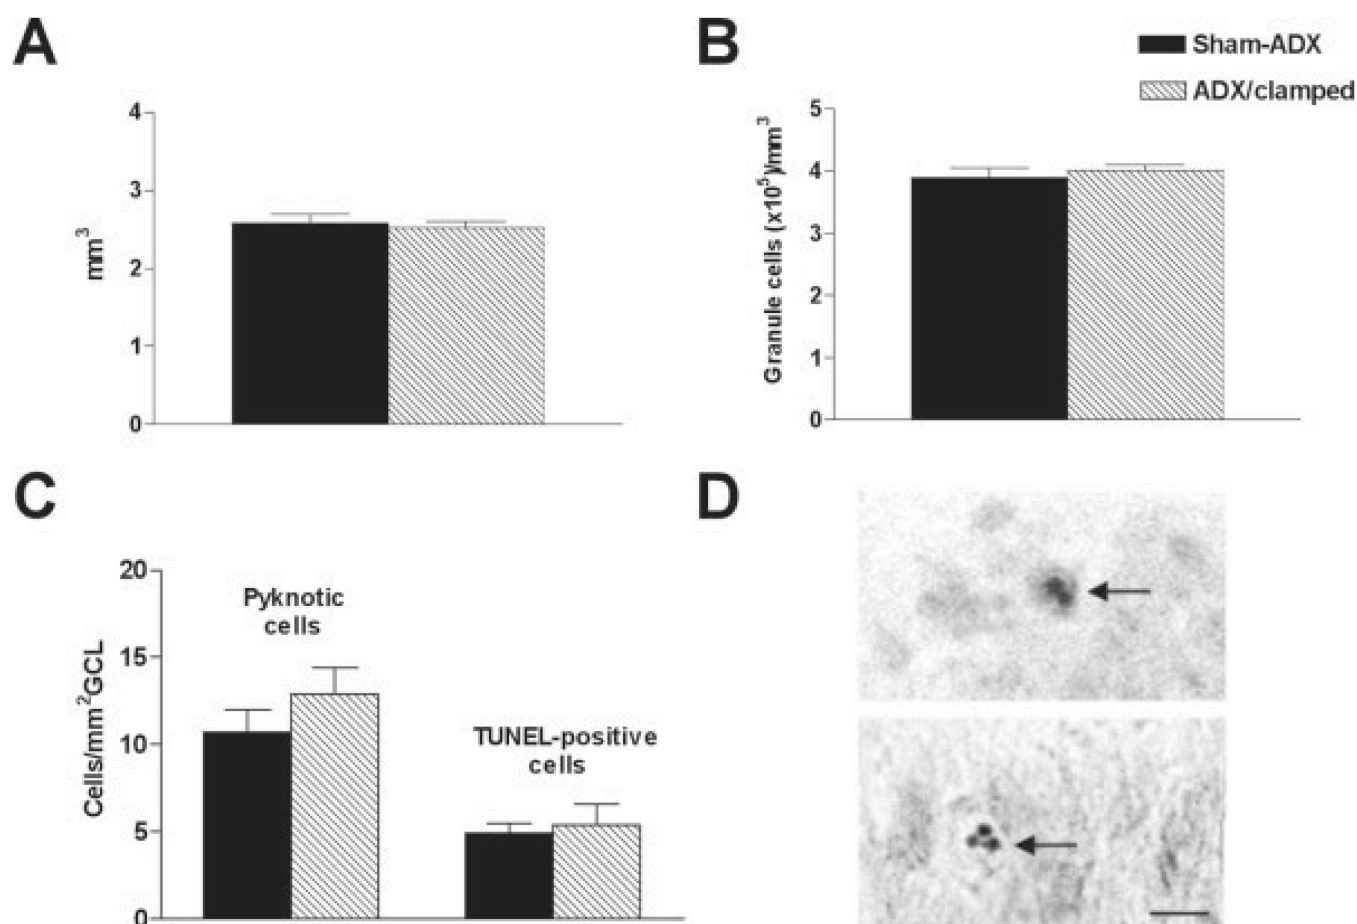 A
mm³
4
3
2
1
0
B
Sham-ADX
ADX/clamped
Granule cells (x10⁵)/mm³
5
4
3
2
1
0
C
Cells/mm²GCL
20
15
10
5
0
Pyknotic
cells
TUNEL-positive
cells
D